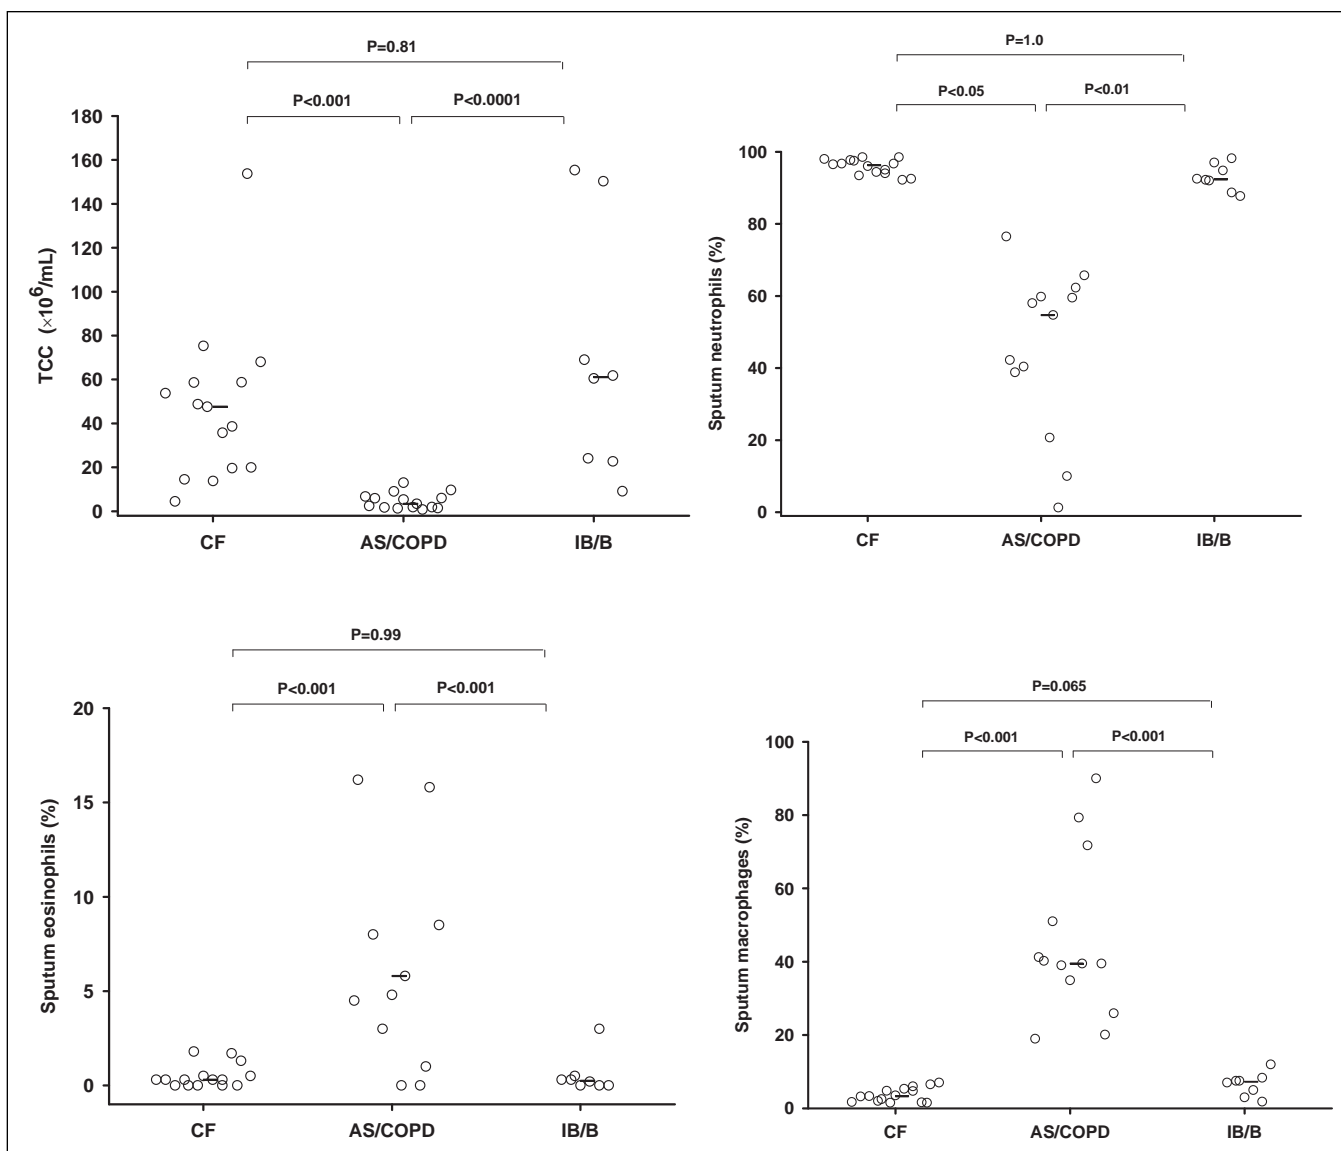 P=0.81
P<0.001
P<0.0001
TCC (×10⁶/mL)
180
160
140
120
100
80
60
40
20
0
CF
AS/COPD
IB/B
P=1.0
P<0.05
P<0.01
Sputum neutrophils (%)
100
80
60
40
20
0
CF
AS/COPD
IB/B
P=0.99
P<0.001
P<0.001
Sputum eosinophils (%)
20
15
10
5
0
CF
AS/COPD
IB/B
P=0.065
P<0.001
P<0.001
Sputum macrophages (%)
100
80
60
40
20
0
CF
AS/COPD
IB/B